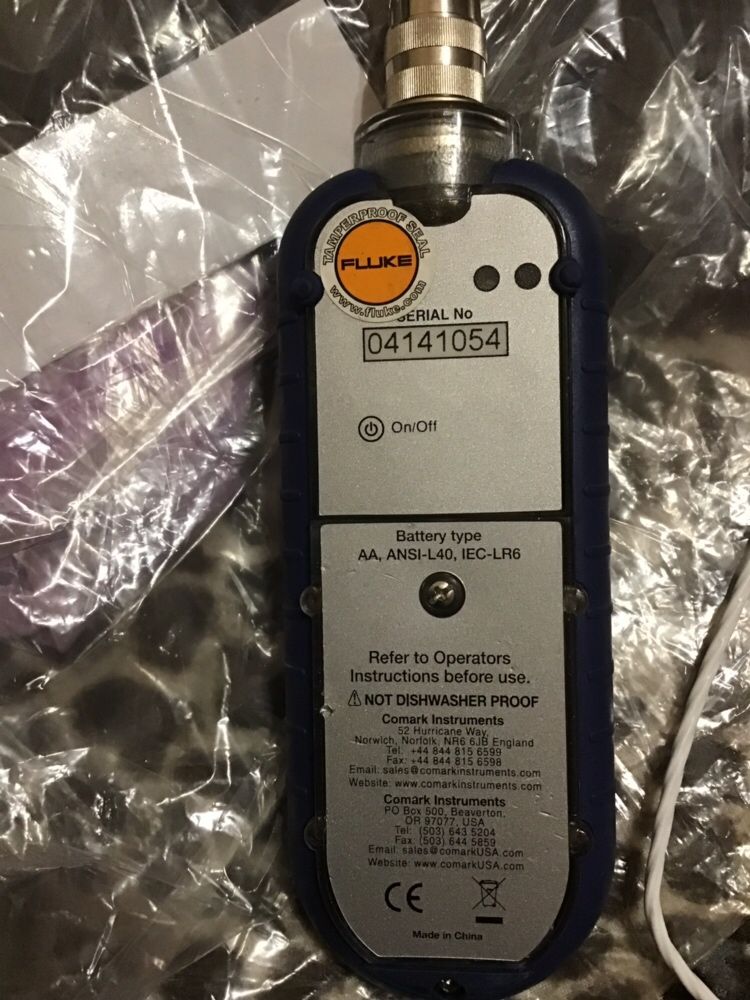 TAMPERPROOF SEAL
FLUKE
www.fluke.com
SERIAL No
04141054
On/Off
Battery type
AA, ANSI-L40, IEC-LR6
Refer to Operators
Instructions before use.
⚠ NOT DISHWASHER PROOF
Comark Instruments
52 Hurricane Way,
Norwich, Norfolk, NR6 6JB England
Tel: +44 844 815 6599
Fax: +44 844 815 6598
Email: sales@comarkinstruments.com
Website: www.comarkinstruments.com
Comark Instruments
PO Box 500, Beaverton,
OR 97077, USA
Tel: (503) 643 5204
Fax: (503) 644 5859
Email: sales@comarkUSA.com
Website: www.comarkUSA.com
CE
Made in China